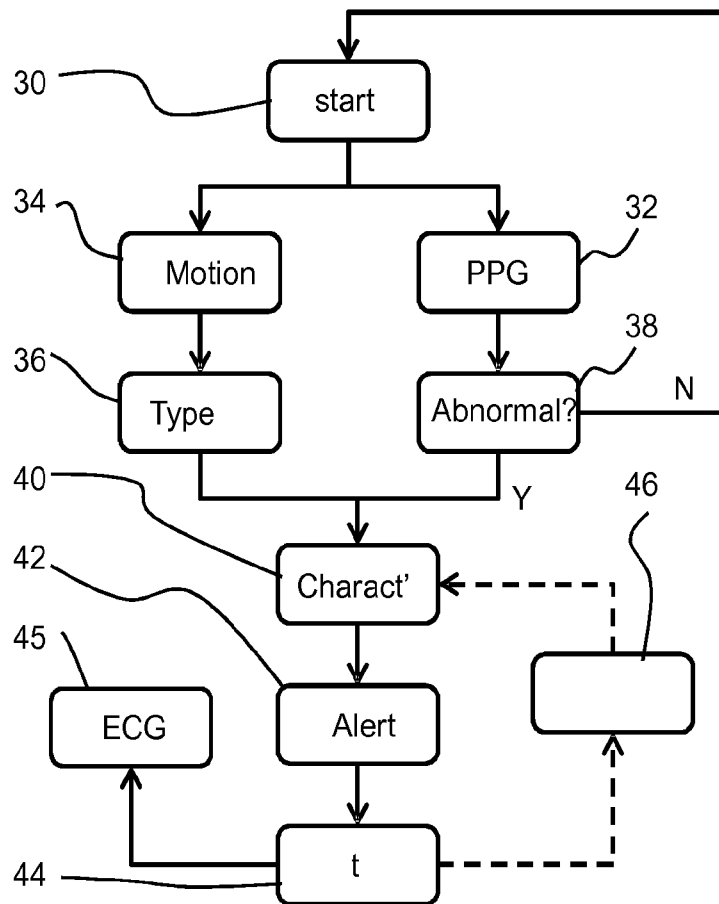 30
start
34
Motion
PPG
32
36
Type
Abnormal?
38
N
40
Y
46
Charact'
42
45
ECG
Alert
44
t